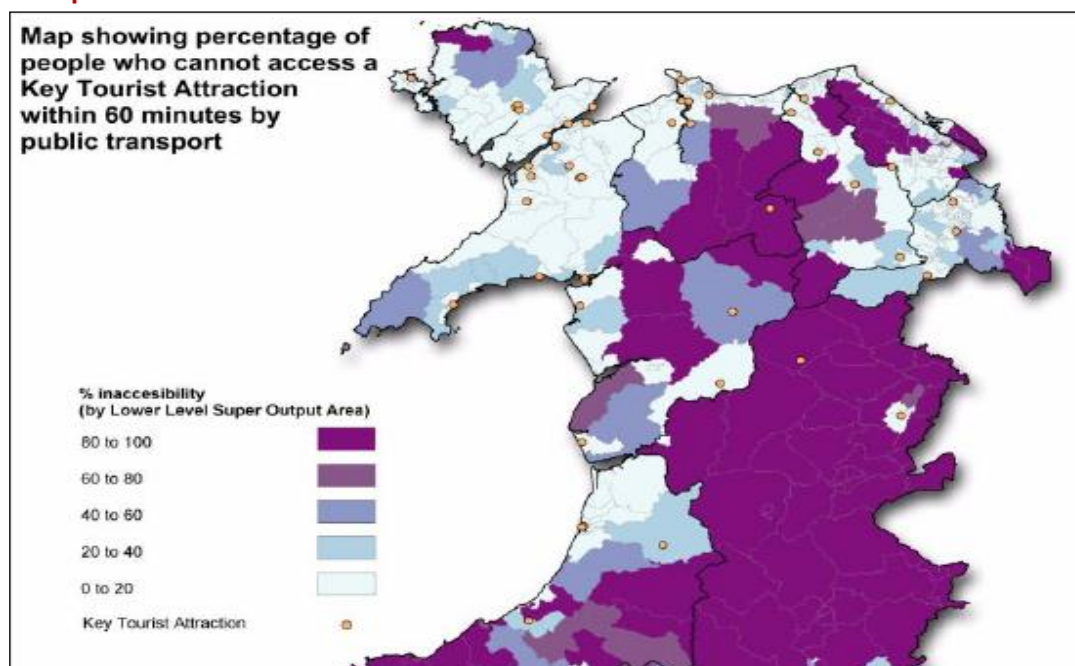 Map showing percentage of
people who cannot access a
Key Tourist Attraction
within 60 minutes by
public transport
% inaccesibility
(by Lower Level Super Output Area)
80 to 100
60 to 80
40 to 60
20 to 40
0 to 20
Key Tourist Attraction